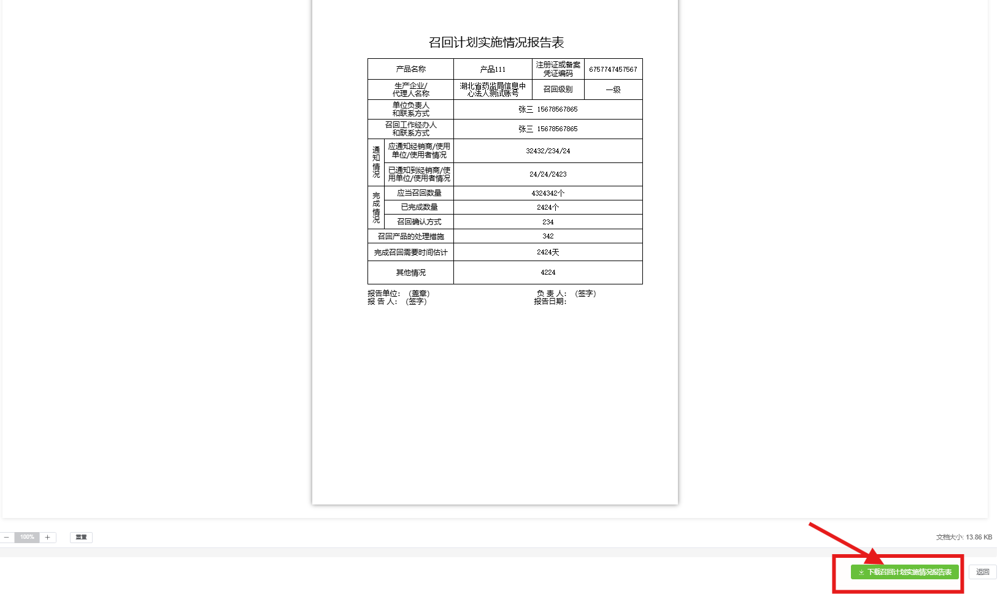 召回计划实施情况报告表
产品名称 产品111 注册证或备案凭证编码 6757747457567
生产企业/代理人名称 湖北省药监局信息中心法人测试账号 召回级别 一级
单位负责人和联系方式 张三 15678567865
召回工作经办人和联系方式 张三 15678567865
通知情况 应通知经销商/使用单位/使用者情况 32432/234/24
已通知到经销商/使用单位/使用者情况 24/24/2423
完成情况 应当召回数量 4324342个
已完成数量 2424个
召回确认方式 234
召回产品的处理措施 342
完成召回需要时间估计 2424天
其他情况 4224
报告单位：（盖章） 负 责 人：（签字）
报 告 人：（签字） 报告日期：
− 100% + 重置 文档大小: 13.86 KB
下载召回计划实施情况报告表 返回